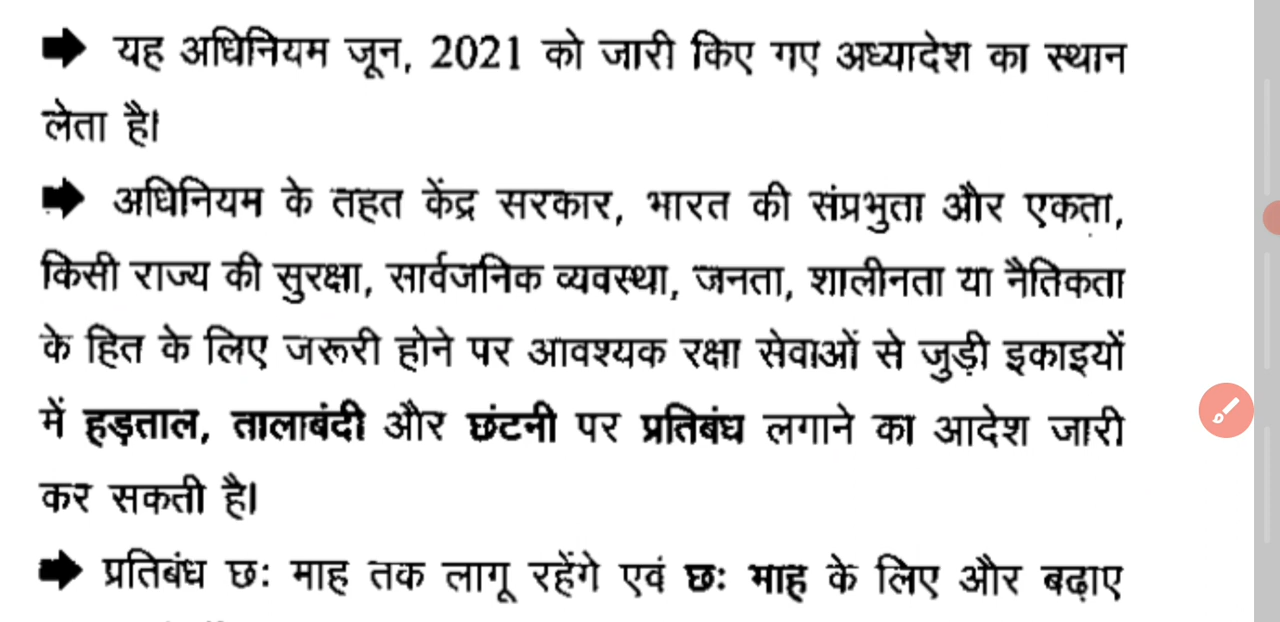 ➡ यह अधिनियम जून, 2021 को जारी किए गए अध्यादेश का स्थान
लेता है।
➡ अधिनियम के तहत केंद्र सरकार, भारत की संप्रभुता और एकता,
किसी राज्य की सुरक्षा, सार्वजनिक व्यवस्था, जनता, शालीनता या नैतिकता
के हित के लिए जरूरी होने पर आवश्यक रक्षा सेवाओं से जुड़ी इकाइयों
में हड़ताल, तालाबंदी और छंटनी पर प्रतिबंध लगाने का आदेश जारी
कर सकती है।
➡ प्रतिबंध छः माह तक लागू रहेंगे एवं छः माह के लिए और बढ़ाए